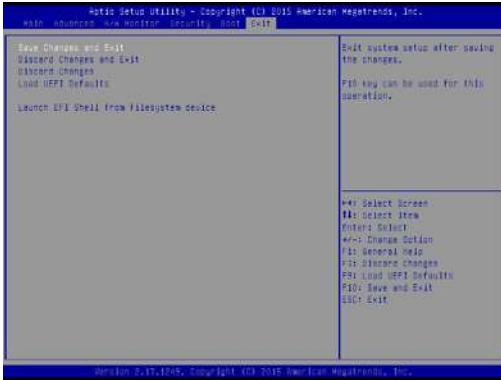 Aptio Setup Utility - Copyright (C) 2015 American Megatrends, Inc.
Main Advanced H/W Monitor Security Boot Exit
Save Changes and Exit
Discard Changes and Exit
Discard Changes
Load UEFI Defaults
Launch EFI Shell from filesystem device
Exit system setup after saving
the changes.
F10 key can be used for this
operation.
→←: Select Screen
↑↓: Select Item
Enter: Select
+/-: Change Option
F1: General Help
F7: Discard Changes
F9: Load UEFI Defaults
F10: Save and Exit
ESC: Exit
Version 2.17.1249. Copyright (C) 2015 American Megatrends, Inc.